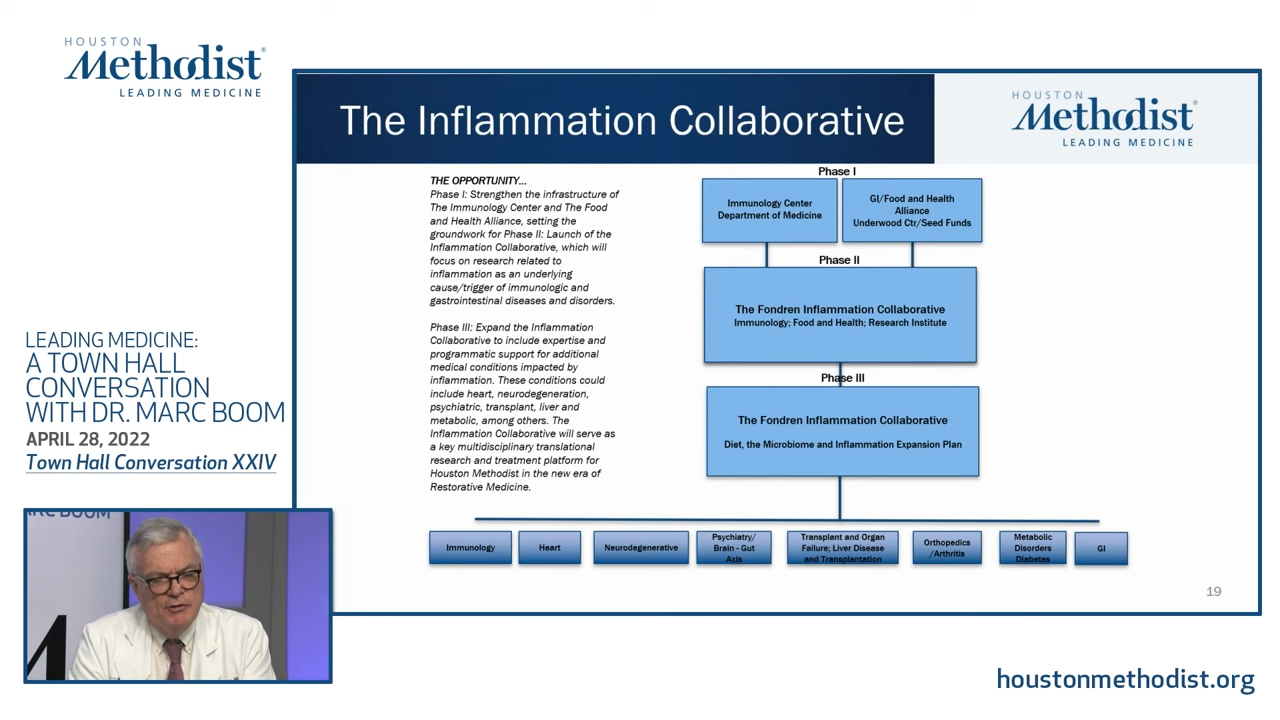 HOUSTON
Methodist®
LEADING MEDICINE
LEADING MEDICINE:
A TOWN HALL
CONVERSATION
WITH DR. MARC BOOM
APRIL 28, 2022
Town Hall Conversation XXIV
MARC BOOM
The Inflammation Collaborative
HOUSTON
Methodist®
LEADING MEDICINE
THE OPPORTUNITY...
Phase I: Strengthen the infrastructure of
The Immunology Center and The Food
and Health Alliance, setting the
groundwork for Phase II: Launch of the
Inflammation Collaborative, which will
focus on research related to
inflammation as an underlying
cause/trigger of immunologic and
gastrointestinal diseases and disorders.
Phase III: Expand the Inflammation
Collaborative to include expertise and
programmatic support for additional
medical conditions impacted by
inflammation. These conditions could
include heart, neurodegeneration,
psychiatric, transplant, liver and
metabolic, among others. The
Inflammation Collaborative will serve as
a key multidisciplinary translational
research and treatment platform for
Houston Methodist in the new era of
Restorative Medicine.
Phase I
Immunology Center
Department of Medicine
GI/Food and Health
Alliance
Underwood Ctr/Seed Funds
Phase II
The Fondren Inflammation Collaborative
Immunology; Food and Health; Research Institute
Phase III
The Fondren Inflammation Collaborative
Diet, the Microbiome and Inflammation Expansion Plan
Immunology
Heart
Neurodegenerative
Psychiatry/
Brain - Gut
Axis
Transplant and Organ
Failure; Liver Disease
and Transplantation
Orthopedics
/Arthritis
Metabolic
Disorders
Diabetes
GI
19
houstonmethodist.org